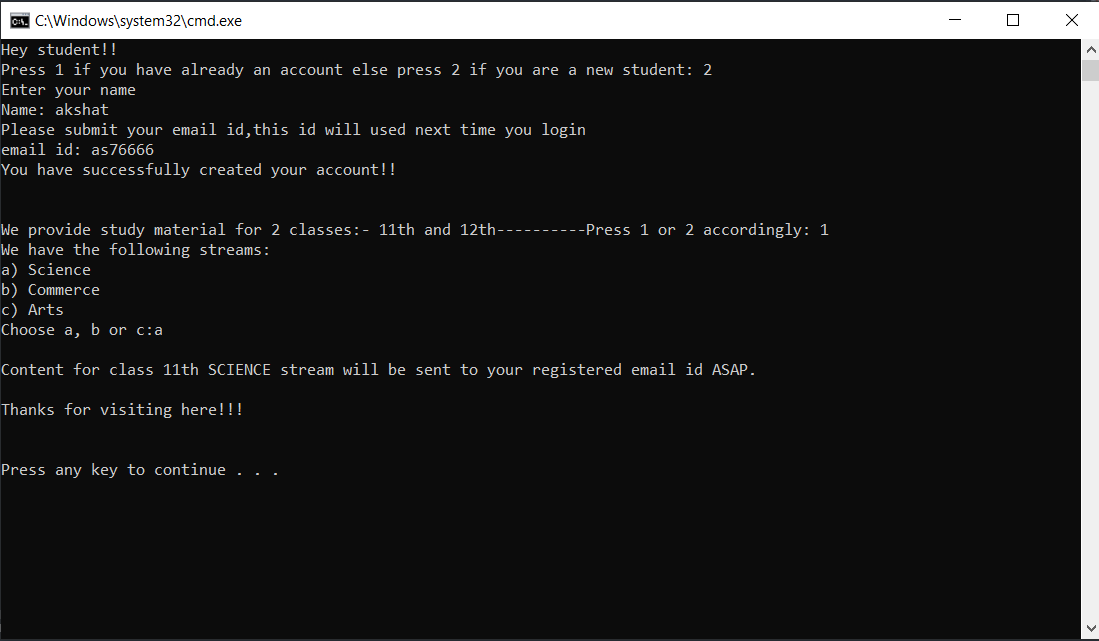 C:\Windows\system32\cmd.exe
Hey student!!
Press 1 if you have already an account else press 2 if you are a new student: 2
Enter your name
Name: akshat
Please submit your email id,this id will used next time you login
email id: as76666
You have successfully created your account!!
We provide study material for 2 classes:- 11th and 12th----------Press 1 or 2 accordingly: 1
We have the following streams:
a) Science
b) Commerce
c) Arts
Choose a, b or c:a
Content for class 11th SCIENCE stream will be sent to your registered email id ASAP.
Thanks for visiting here!!!
Press any key to continue . . .